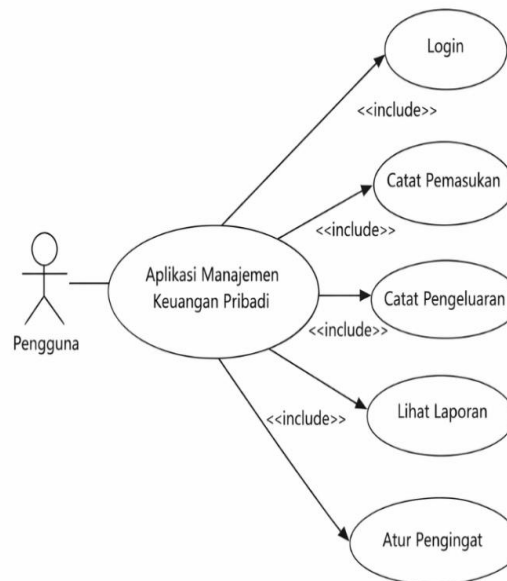 Login
<<include>>
Catat Pemasukan
<<include>>
Aplikasi Manajemen
Keuangan Pribadi
Catat Pengeluaran
<<include>>
Pengguna
Lihat Laporan
<<include>>
Atur Pengingat